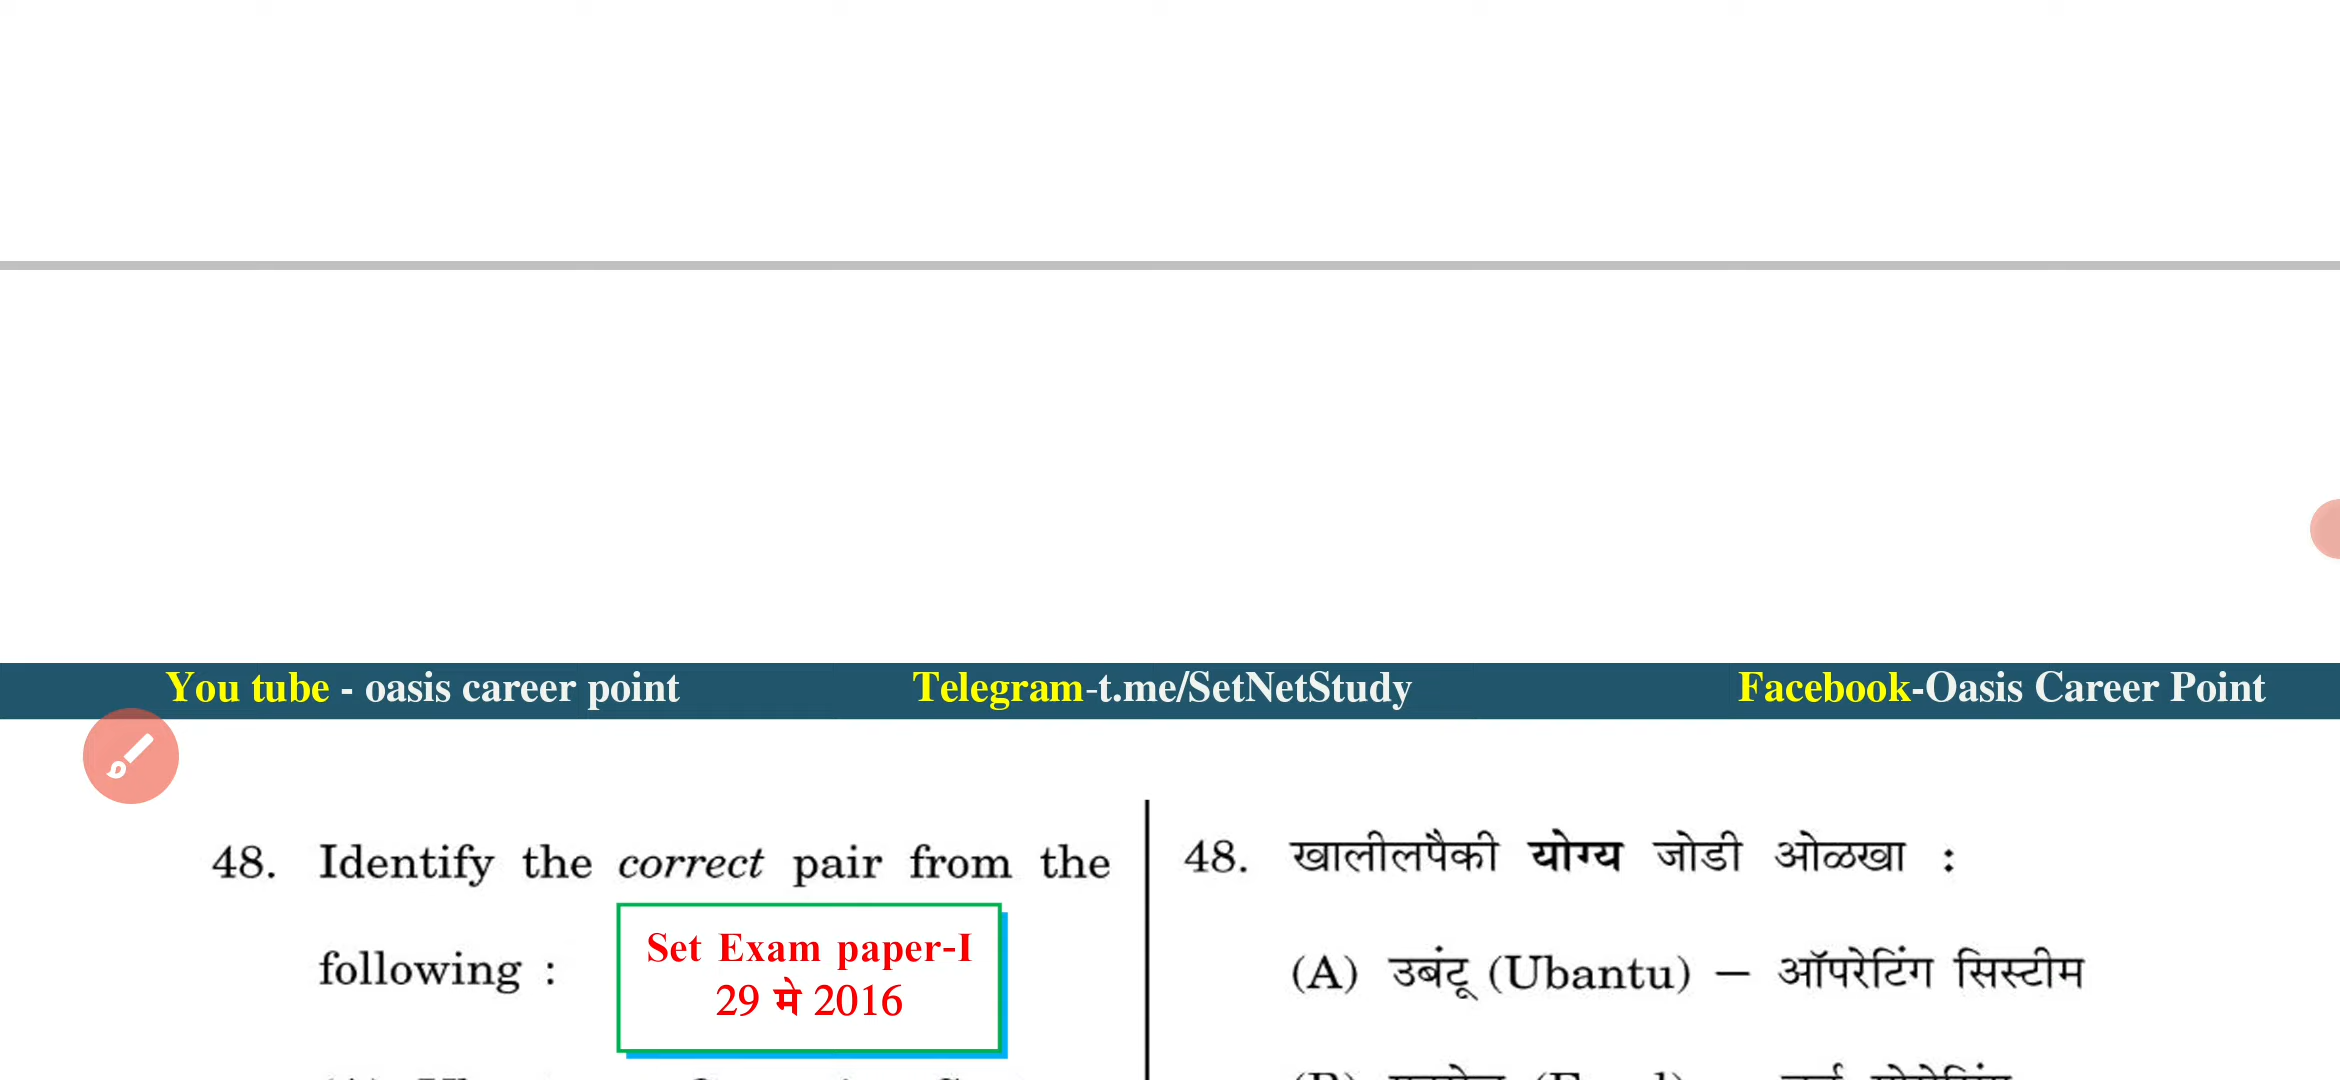 You tube - oasis career point
Telegram-t.me/SetNetStudy
Facebook-Oasis Career Point
48. Identify the correct pair from the
following :
Set Exam paper-I
29 मे 2016
48. खालीलपैकी योग्य जोडी ओळखा :
(A) उबंटू (Ubantu) – ऑपरेटिंग सिस्टीम